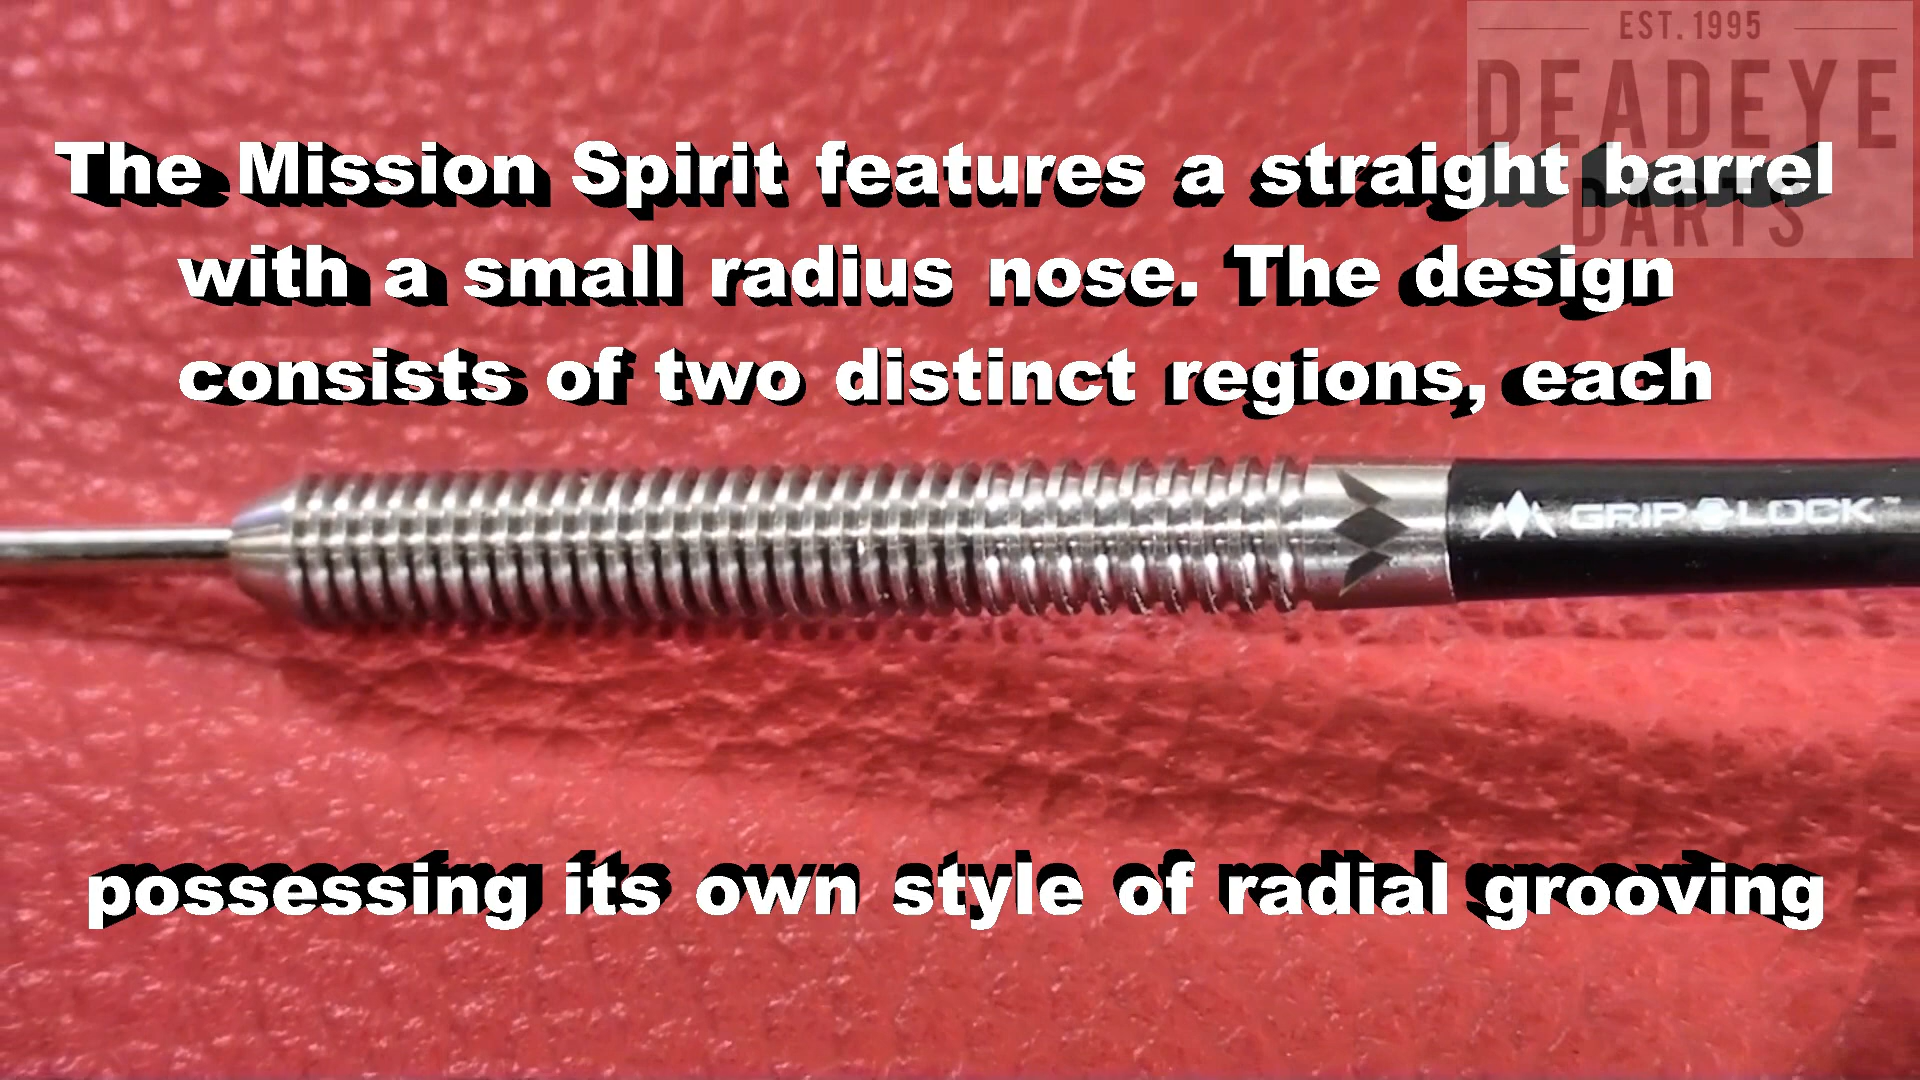 EST. 1995
DEADEYE
DARTS
The Mission Spirit features a straight barrel
with a small radius nose. The design
consists of two distinct regions, each
GRIP LOCK™
possessing its own style of radial grooving